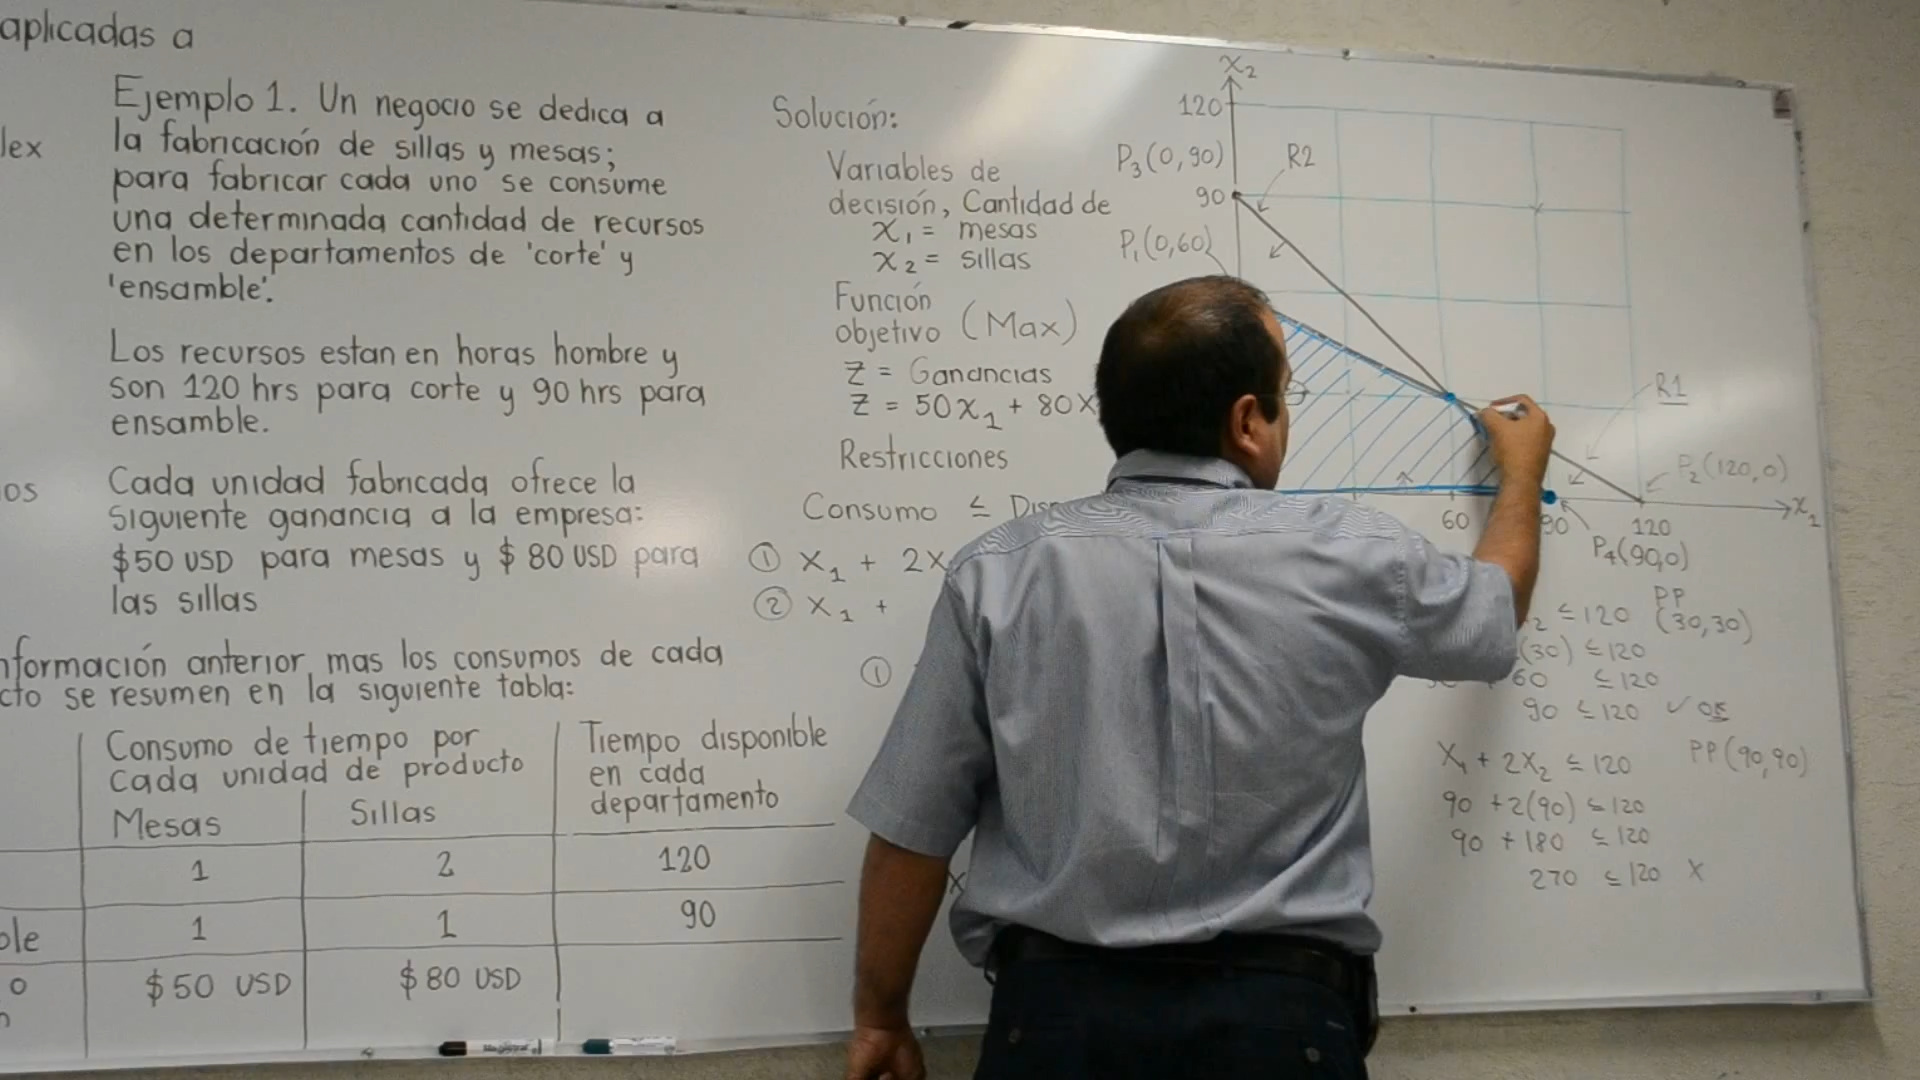 aplicadas a
lex
os
Ejemplo 1. Un negocio se dedica a
la fabricación de sillas y mesas;
para fabricar cada uno se consume
una determinada cantidad de recursos
en los departamentos de 'corte' y
'ensamble'.
Los recursos estan en horas hombre y
son 120 hrs para corte y 90 hrs para
ensamble.
Cada unidad fabricada ofrece la
siguiente ganancia a la empresa:
$50 USD para mesas y $80 USD para
las sillas
nformación anterior, mas los consumos de cada
cto se resumen en la siguiente tabla:
Consumo de tiempo por
cada unidad de producto
Mesas Sillas
Tiempo disponible
en cada
departamento
1 2 120
ble 1 1 90
o $50 USD $80 USD
n
Solución:
Variables de
decisión, Cantidad de
x₁ = mesas
x₂ = sillas
Función
objetivo (Max)
Z = Ganancias
Z = 50x₁ + 80x
Restricciones
Consumo ≤ Disp
① x₁ + 2x
② x₁ +
①
x
x₂
120
P₃(0,90) R2
90
P₁(0,60)
R1
P₂(120,0)
60 90 120 x₁
P₄(90,0)
₂ ≤120 PP
(30,30)
(30) ≤120
60 ≤120
90 ≤120 ✓ OK
x₁ + 2x₂ ≤120 PP(90,90)
90 +2(90) ≤120
90 +180 ≤120
270 ≤120 X